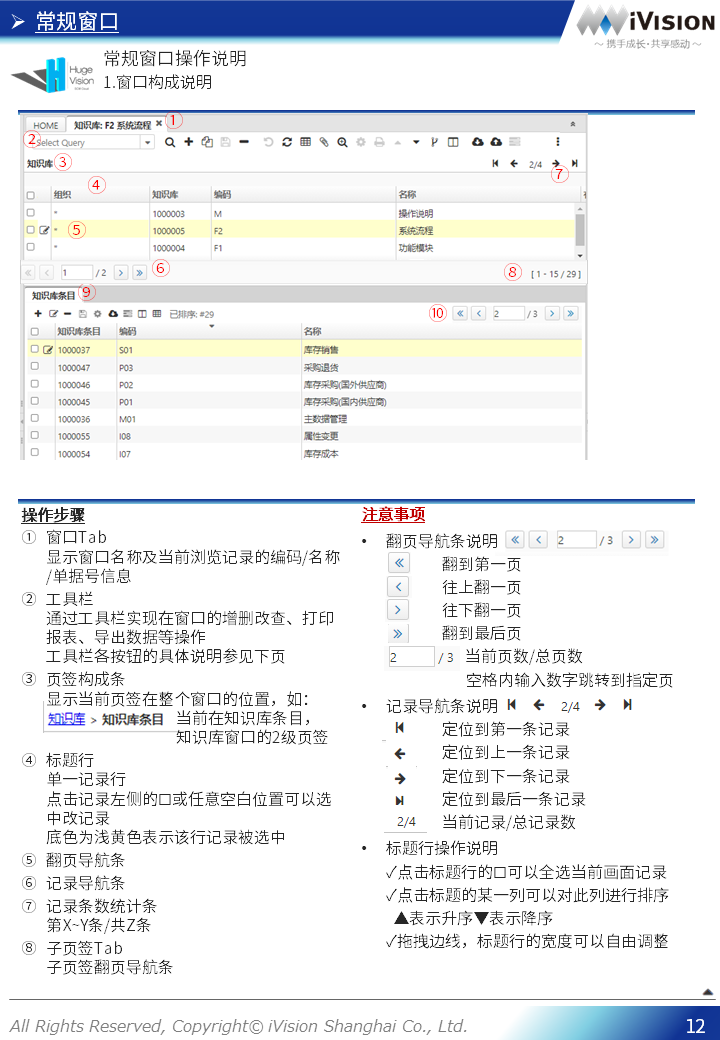 常规窗口
iVision
～携手成长·共享感动～
Huge
Vision
常规窗口操作说明
1.窗口构成说明
①
HOME 知识库: F2 系统流程
②
Select Query
知识库 ③
2/4
⑦
④
组织 知识库 编码 名称
* 1000003 M 操作说明
⑤
* 1000005 F2 系统流程
* 1000004 F1 功能模块
1 / 2 ⑥ ⑧ [ 1 - 15 / 29 ]
知识库条目 ⑨
已排序: #29 ⑩ 2 / 3
知识库条目 编码 名称
1000037 S01 库存销售
1000047 P03 采购退货
1000046 P02 库存采购(国外供应商)
1000045 P01 库存采购(国内供应商)
1000036 M01 主数据管理
1000055 I08 属性变更
1000054 I07 库存成本
操作步骤
① 窗口Tab
显示窗口名称及当前浏览记录的编码/名称
/单据号信息
② 工具栏
通过工具栏实现在窗口的增删改查、打印
报表、导出数据等操作
工具栏各按钮的具体说明参见下页
③ 页签构成条
显示当前页签在整个窗口的位置，如：
知识库 > 知识库条目 当前在知识库条目，
知识库窗口的2级页签
④ 标题行
单一记录行
点击记录左侧的口或任意空白位置可以选
中改记录
底色为浅黄色表示该行记录被选中
⑤ 翻页导航条
⑥ 记录导航条
⑦ 记录条数统计条
第X~Y条/共Z条
⑧ 子页签Tab
子页签翻页导航条
注意事项
• 翻页导航条说明 2 / 3
翻到第一页
往上翻一页
往下翻一页
翻到最后页
2 / 3 当前页数/总页数
空格内输入数字跳转到指定页
• 记录导航条说明 2/4
定位到第一条记录
定位到上一条记录
定位到下一条记录
定位到最后一条记录
2/4 当前记录/总记录数
• 标题行操作说明
✓点击标题行的口可以全选当前画面记录
✓点击标题的某一列可以对此列进行排序
▲表示升序▼表示降序
✓拖拽边线，标题行的宽度可以自由调整
All Rights Reserved, Copyright© iVision Shanghai Co., Ltd.
12